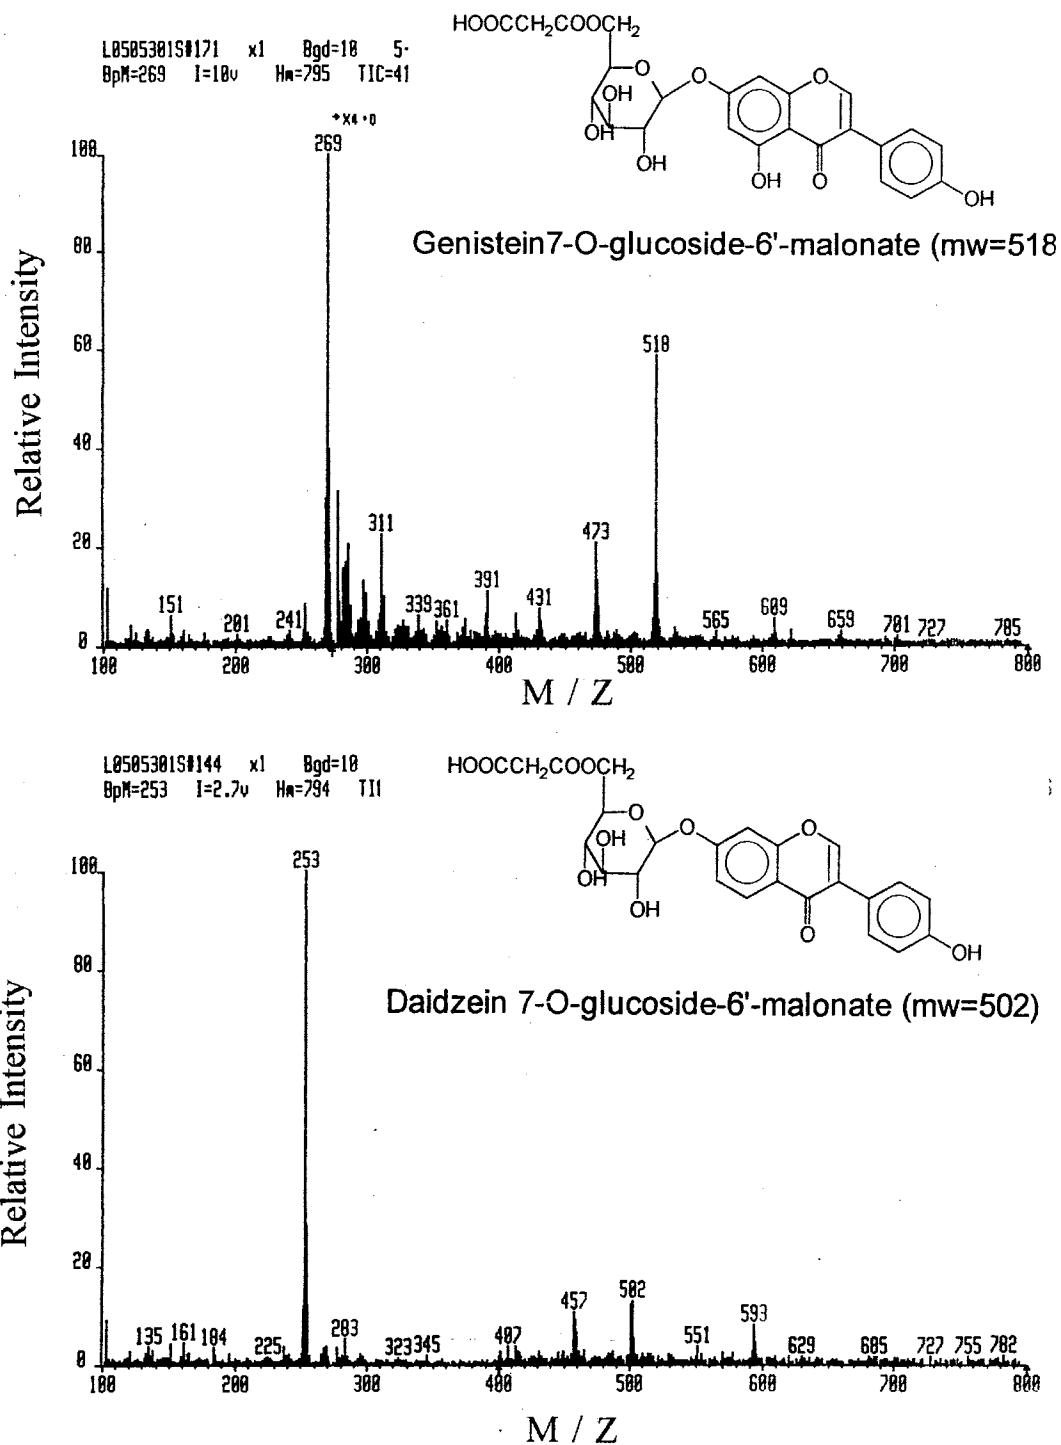 L0505301S#171 x1 Bgd=10 5-
BpM=269 I=10v Hm=795 TIC=41
HOOCCH₂COOCH₂
O
O
O
OH
OH
OH
OH
O
OH
Genistein7-O-glucoside-6'-malonate (mw=518
Relative Intensity
100
80
60
40
20
0
269
518
311
473
391
431
151
201
241
339
361
565
609
659
701
727
785
100
200
300
400
500
600
700
800
M / Z
L0505301S#144 x1 Bgd=10
BpM=253 I=2.7v Hm=794 TI1
HOOCCH₂COOCH₂
O
O
O
OH
OH
OH
O
OH
Daidzein 7-O-glucoside-6'-malonate (mw=502)
Relative Intensity
100
80
60
40
20
0
253
457
502
593
135
161
184
225
283
323
345
407
551
629
685
727
755
782
100
200
300
400
500
600
700
800
M / Z